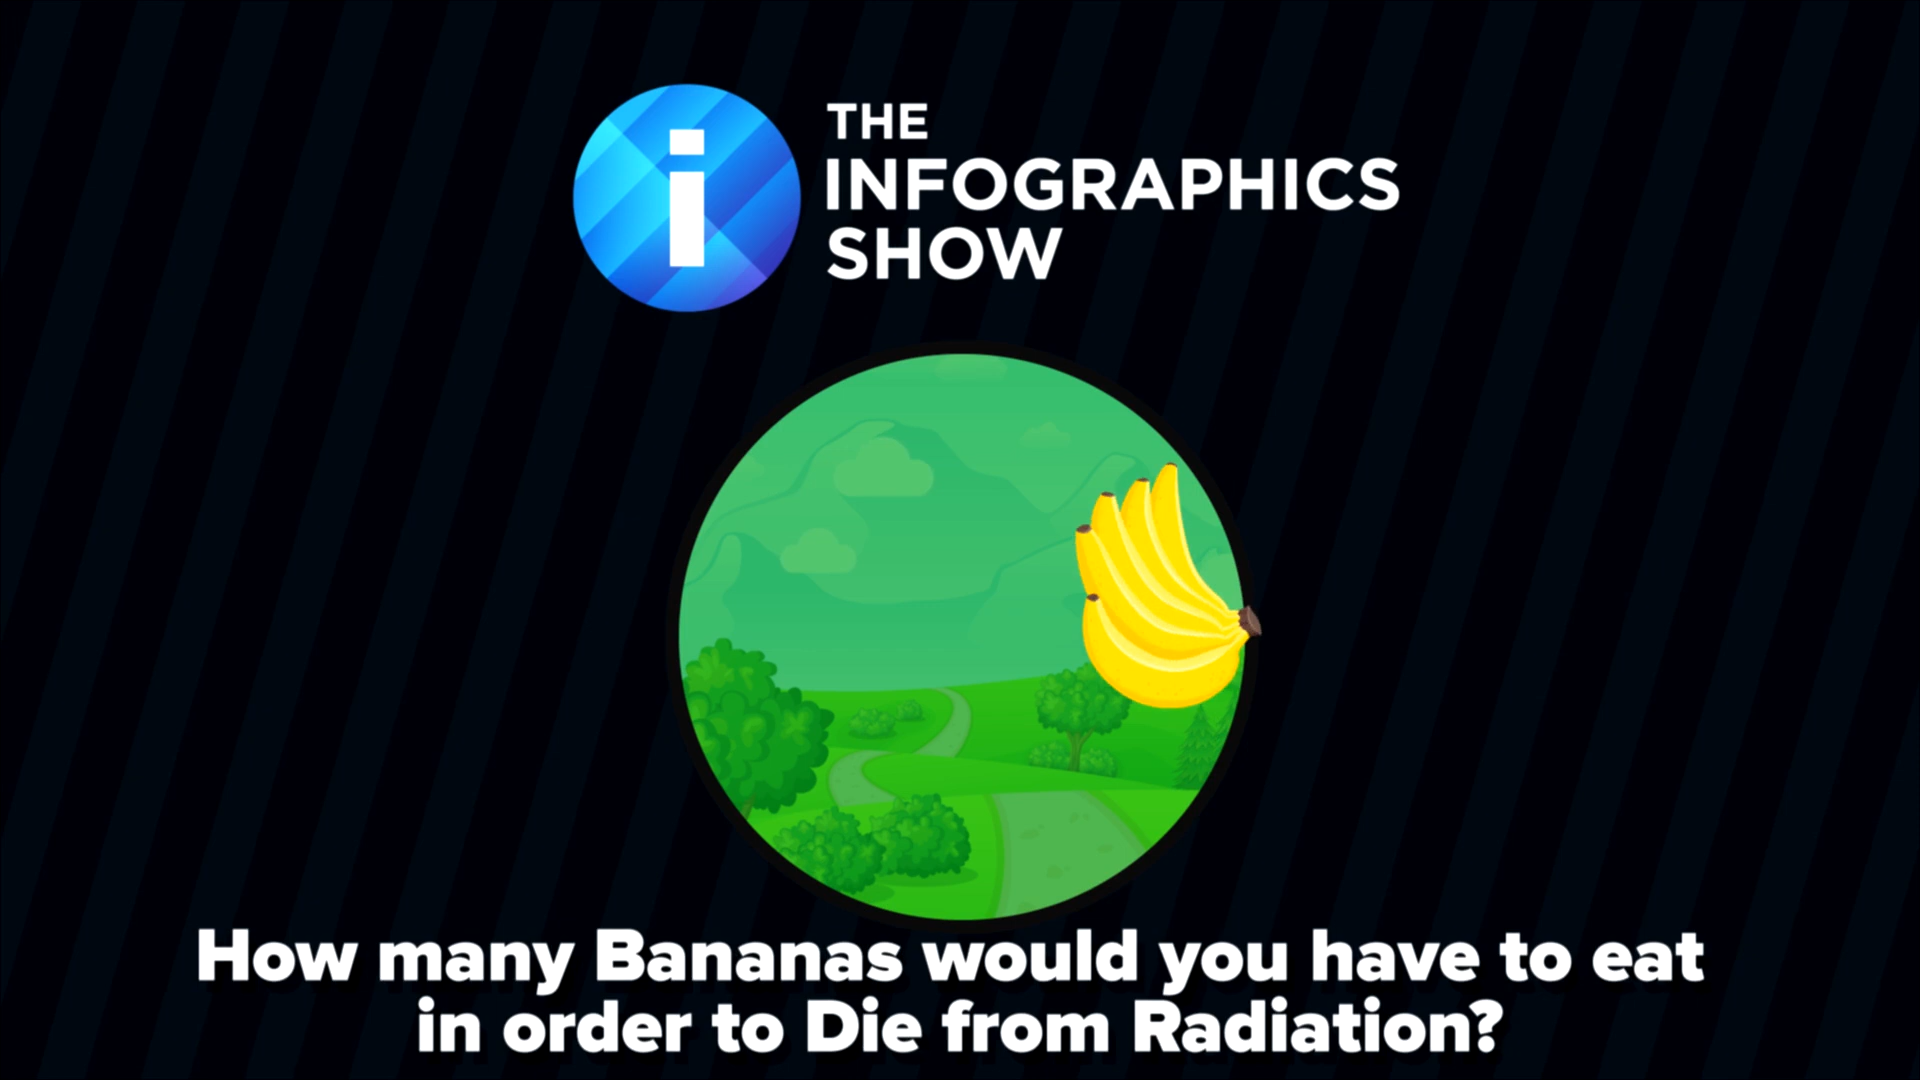 i
THE
INFOGRAPHICS
SHOW
How many Bananas would you have to eat
in order to Die from Radiation?